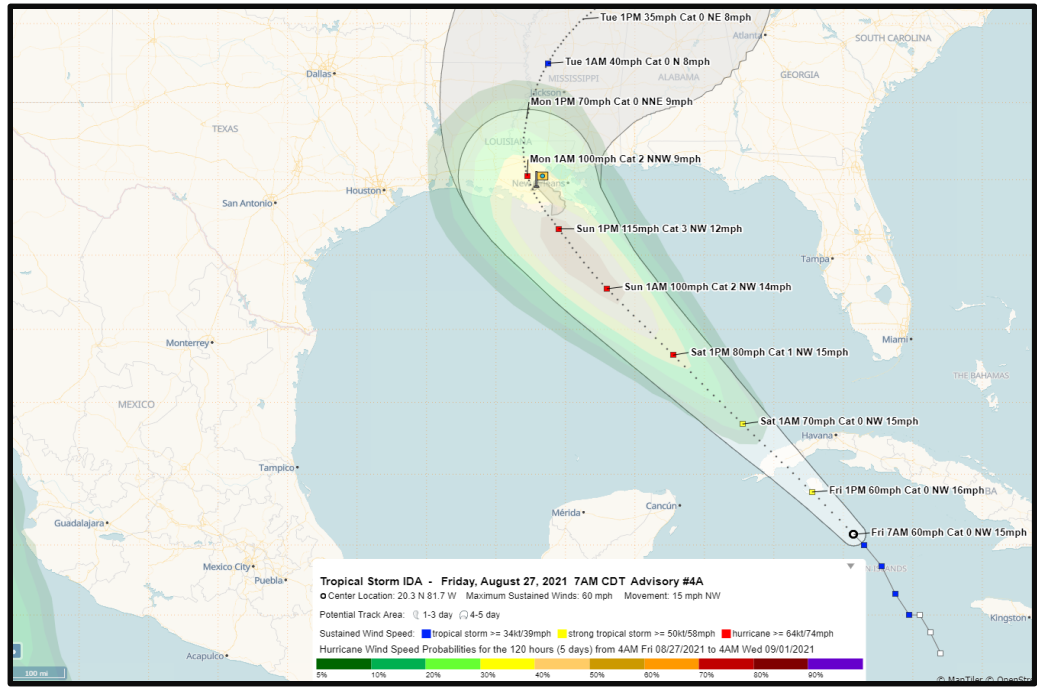 Tue 1PM 35mph Cat 0 NE 8mph
Atlanta
SOUTH CAROLINA
Tue 1AM 40mph Cat 0 N 8mph
Dallas
MISSISSIPPI
ALABAMA
GEORGIA
Jackson
Mon 1PM 70mph Cat 0 NNE 9mph
TEXAS
LOUISIANA
Mon 1AM 100mph Cat 2 NNW 9mph
New Orleans
Houston
San Antonio
Sun 1PM 115mph Cat 3 NW 12mph
Tampa
Sun 1AM 100mph Cat 2 NW 14mph
Monterrey
Miami
Sat 1PM 80mph Cat 1 NW 15mph
THE BAHAMAS
MEXICO
Sat 1AM 70mph Cat 0 NW 15mph
Havana
Tampico
Fri 1PM 60mph Cat 0 NW 16mph
BA
Cancún
Mérida
Guadalajara
Fri 7AM 60mph Cat 0 NW 15mph
Mexico City
Puebla
ISLANDS
Kingston
Acapulco
Tropical Storm IDA - Friday, August 27, 2021 7AM CDT Advisory #4A
Center Location: 20.3 N 81.7 W Maximum Sustained Winds: 60 mph Movement: 15 mph NW
Potential Track Area: 1-3 day 4-5 day
Sustained Wind Speed: tropical storm >= 34kt/39mph strong tropical storm >= 50kt/58mph hurricane >= 64kt/74mph
Hurricane Wind Speed Probabilities for the 120 hours (5 days) from 4AM Fri 08/27/2021 to 4AM Wed 09/01/2021
5% 10% 20% 30% 40% 50% 60% 70% 80% 90%
100 mi
© MapTiler © OpenStre